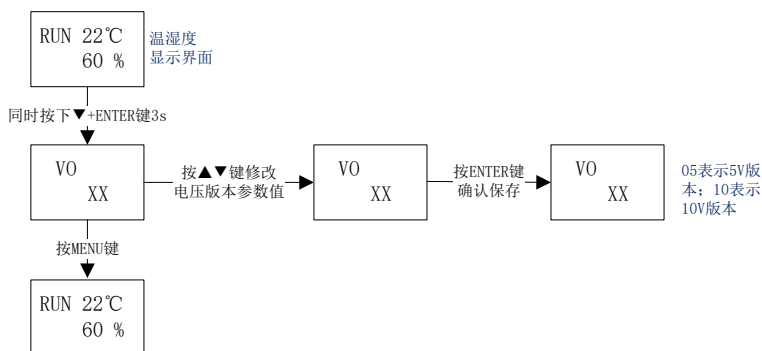 RUN 22℃
60 %
温湿度
显示界面
同时按下▼+ENTER键3s
VO
XX
按▲▼键修改
电压版本参数值
VO
XX
按ENTER键
确认保存
VO
XX
05表示5V版
本；10表示
10V版本
按MENU键
RUN 22℃
60 %